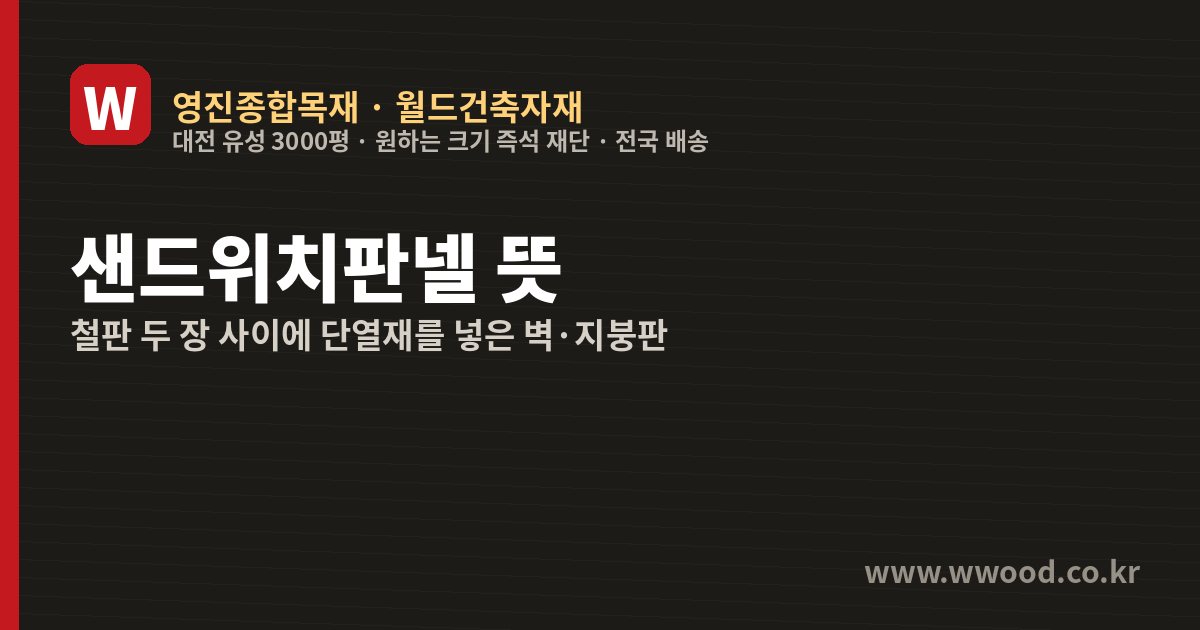 W
영진종합목재 · 월드건축자재
대전 유성 3000평 · 원하는 크기 즉석 재단 · 전국 배송
샌드위치판넬 뜻
철판 두 장 사이에 단열재를 넣은 벽·지붕판
www.wwood.co.kr